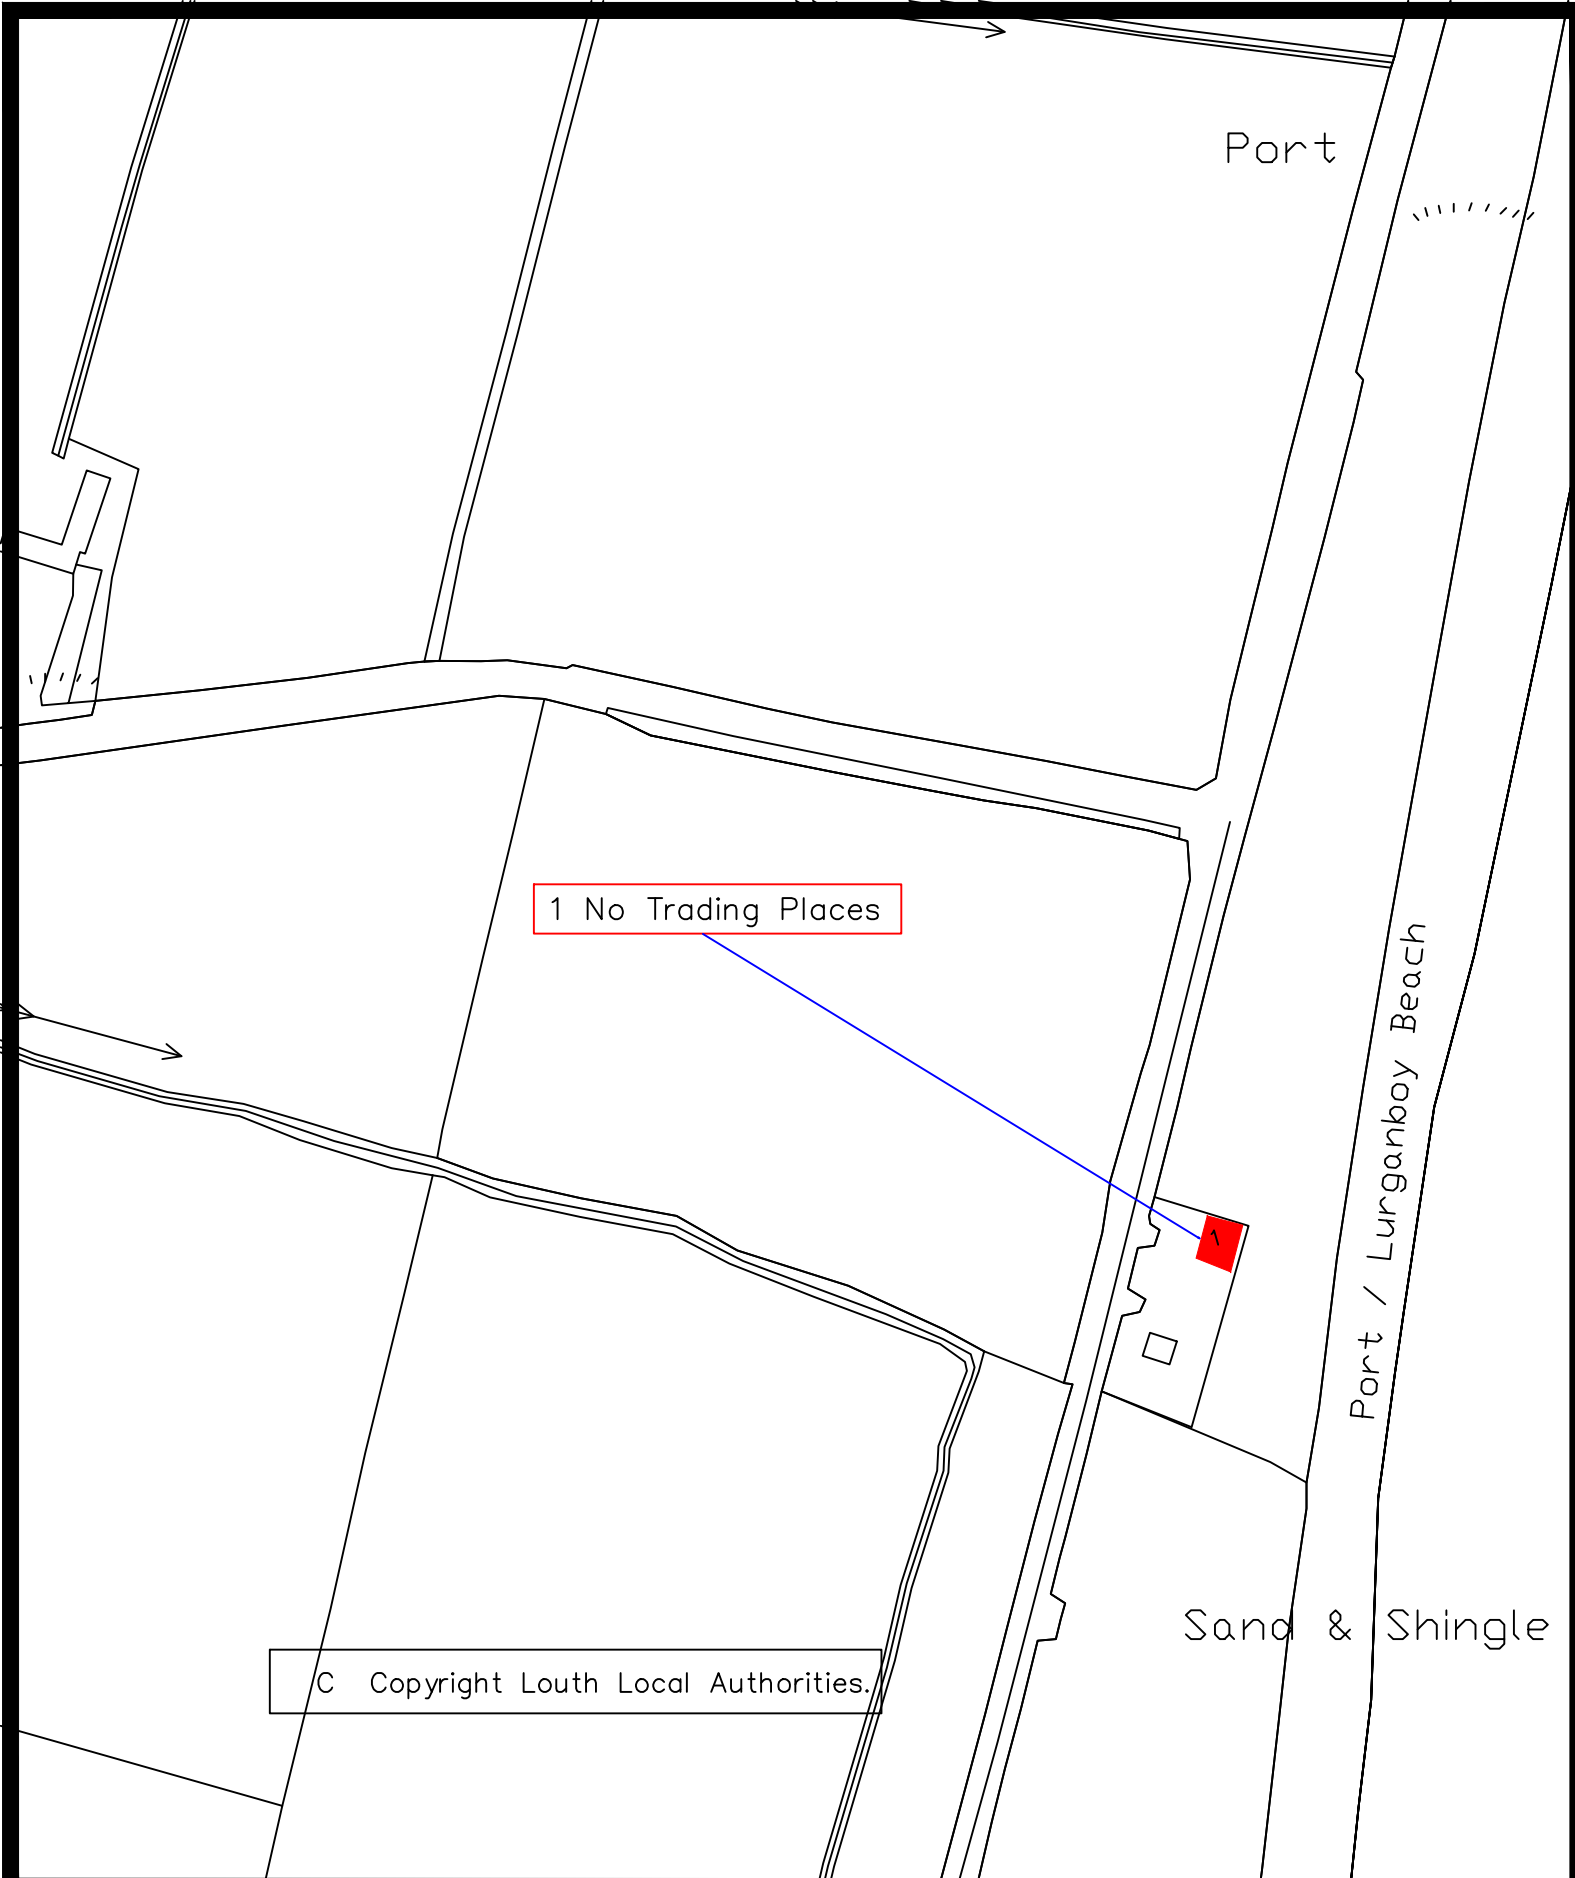 Port
1 No Trading Places
Port / Lurganboy Beach
1
Sand & Shingle
C Copyright Louth Local Authorities.